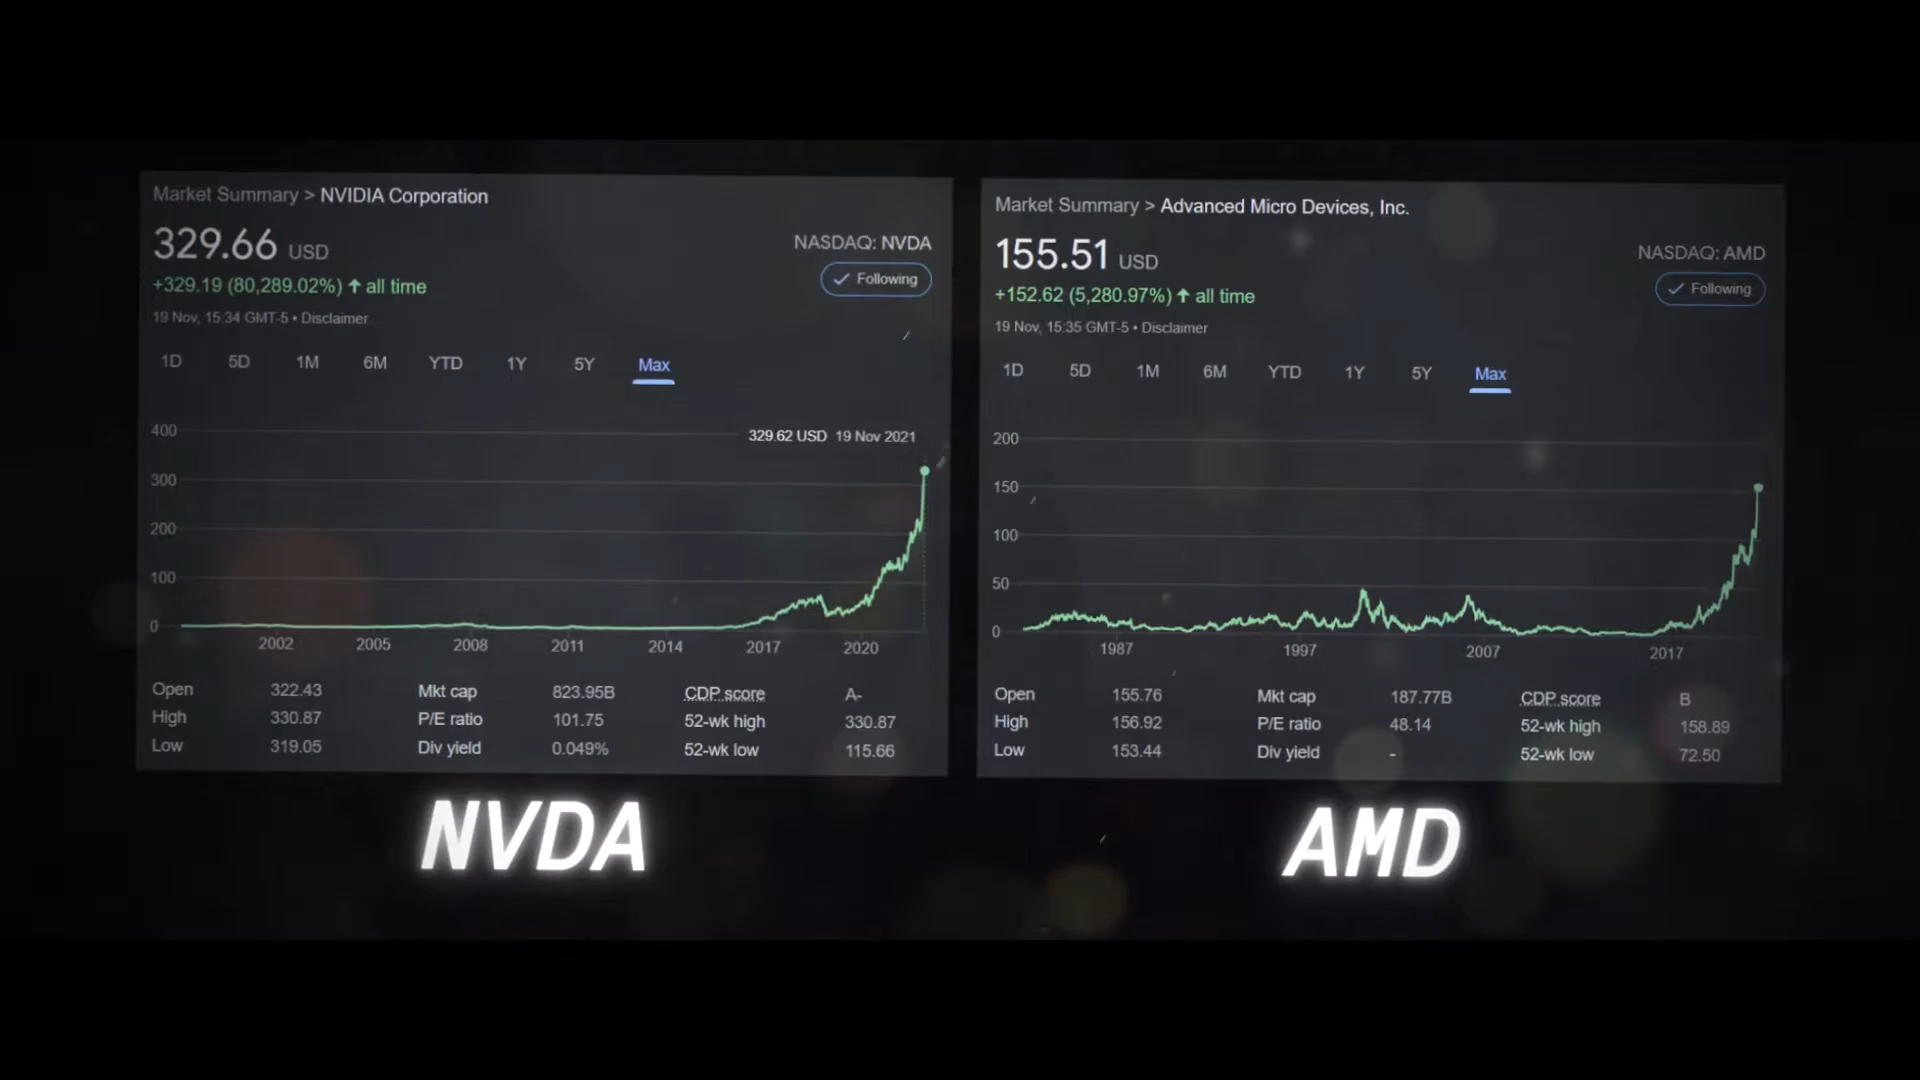 Market Summary > NVIDIA Corporation
329.66 USD
NASDAQ: NVDA
+329.19 (80,289.02%) ↑ all time
✓ Following
19 Nov, 15:34 GMT-5 • Disclaimer
1D 5D 1M 6M YTD 1Y 5Y Max
329.62 USD 19 Nov 2021
400
300
200
100
0
2002 2005 2008 2011 2014 2017 2020
Open 322.43 Mkt cap 823.95B CDP score A-
High 330.87 P/E ratio 101.75 52-wk high 330.87
Low 319.05 Div yield 0.049% 52-wk low 115.66
NVDA
Market Summary > Advanced Micro Devices, Inc.
155.51 USD
NASDAQ: AMD
+152.62 (5,280.97%) ↑ all time
✓ Following
19 Nov, 15:35 GMT-5 • Disclaimer
1D 5D 1M 6M YTD 1Y 5Y Max
200
150
100
50
0
1987 1997 2007 2017
Open 155.76 Mkt cap 187.77B CDP score B
High 156.92 P/E ratio 48.14 52-wk high 158.89
Low 153.44 Div yield - 52-wk low 72.50
AMD